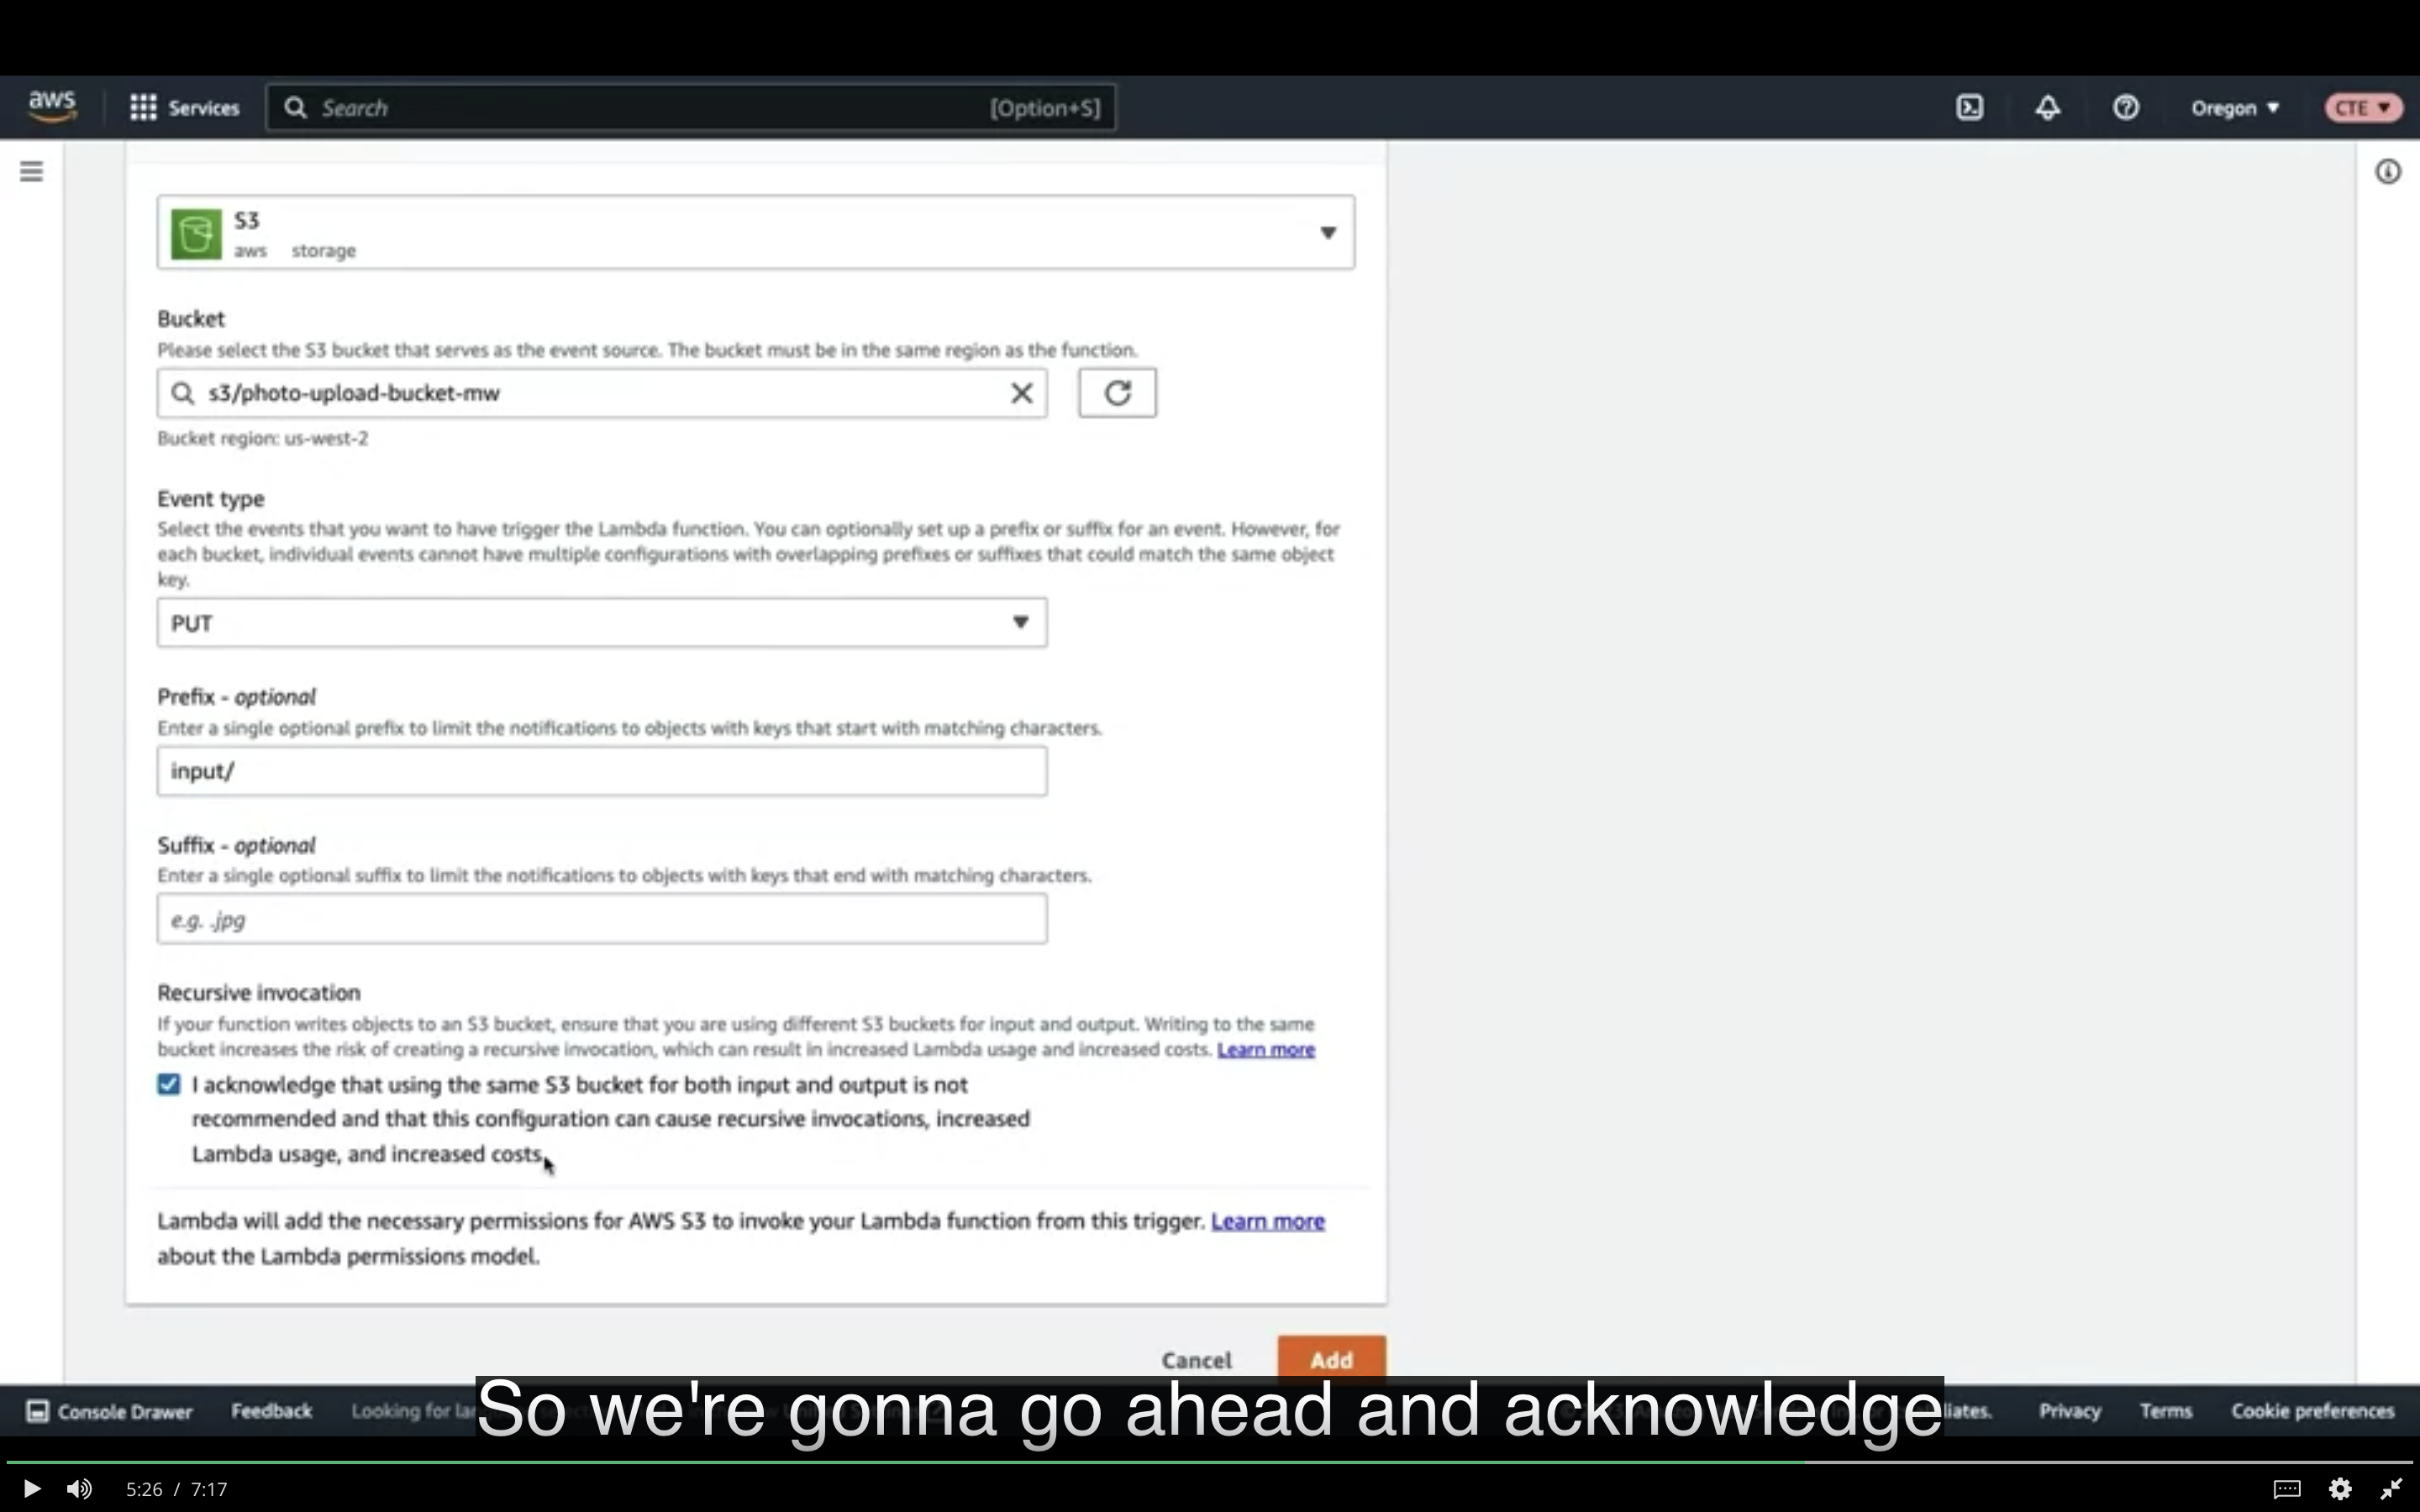 aws
Services
Search
[Option+S]
Oregon
CTE
S3
aws storage
Bucket
Please select the S3 bucket that serves as the event source. The bucket must be in the same region as the function.
s3/photo-upload-bucket-mw
Bucket region: us-west-2
Event type
Select the events that you want to have trigger the Lambda function. You can optionally set up a prefix or suffix for an event. However, for
each bucket, individual events cannot have multiple configurations with overlapping prefixes or suffixes that could match the same object
key.
PUT
Prefix - optional
Enter a single optional prefix to limit the notifications to objects with keys that start with matching characters.
input/
Suffix - optional
Enter a single optional suffix to limit the notifications to objects with keys that end with matching characters.
e.g. .jpg
Recursive invocation
If your function writes objects to an S3 bucket, ensure that you are using different S3 buckets for input and output. Writing to the same
bucket increases the risk of creating a recursive invocation, which can result in increased Lambda usage and increased costs. Learn more
I acknowledge that using the same S3 bucket for both input and output is not
recommended and that this configuration can cause recursive invocations, increased
Lambda usage, and increased costs.
Lambda will add the necessary permissions for AWS S3 to invoke your Lambda function from this trigger. Learn more
about the Lambda permissions model.
Cancel
Add
So we're gonna go ahead and acknowledge
Console Drawer
Feedback
Looking for
Privacy
Terms
Cookie preferences
5:26 / 7:17